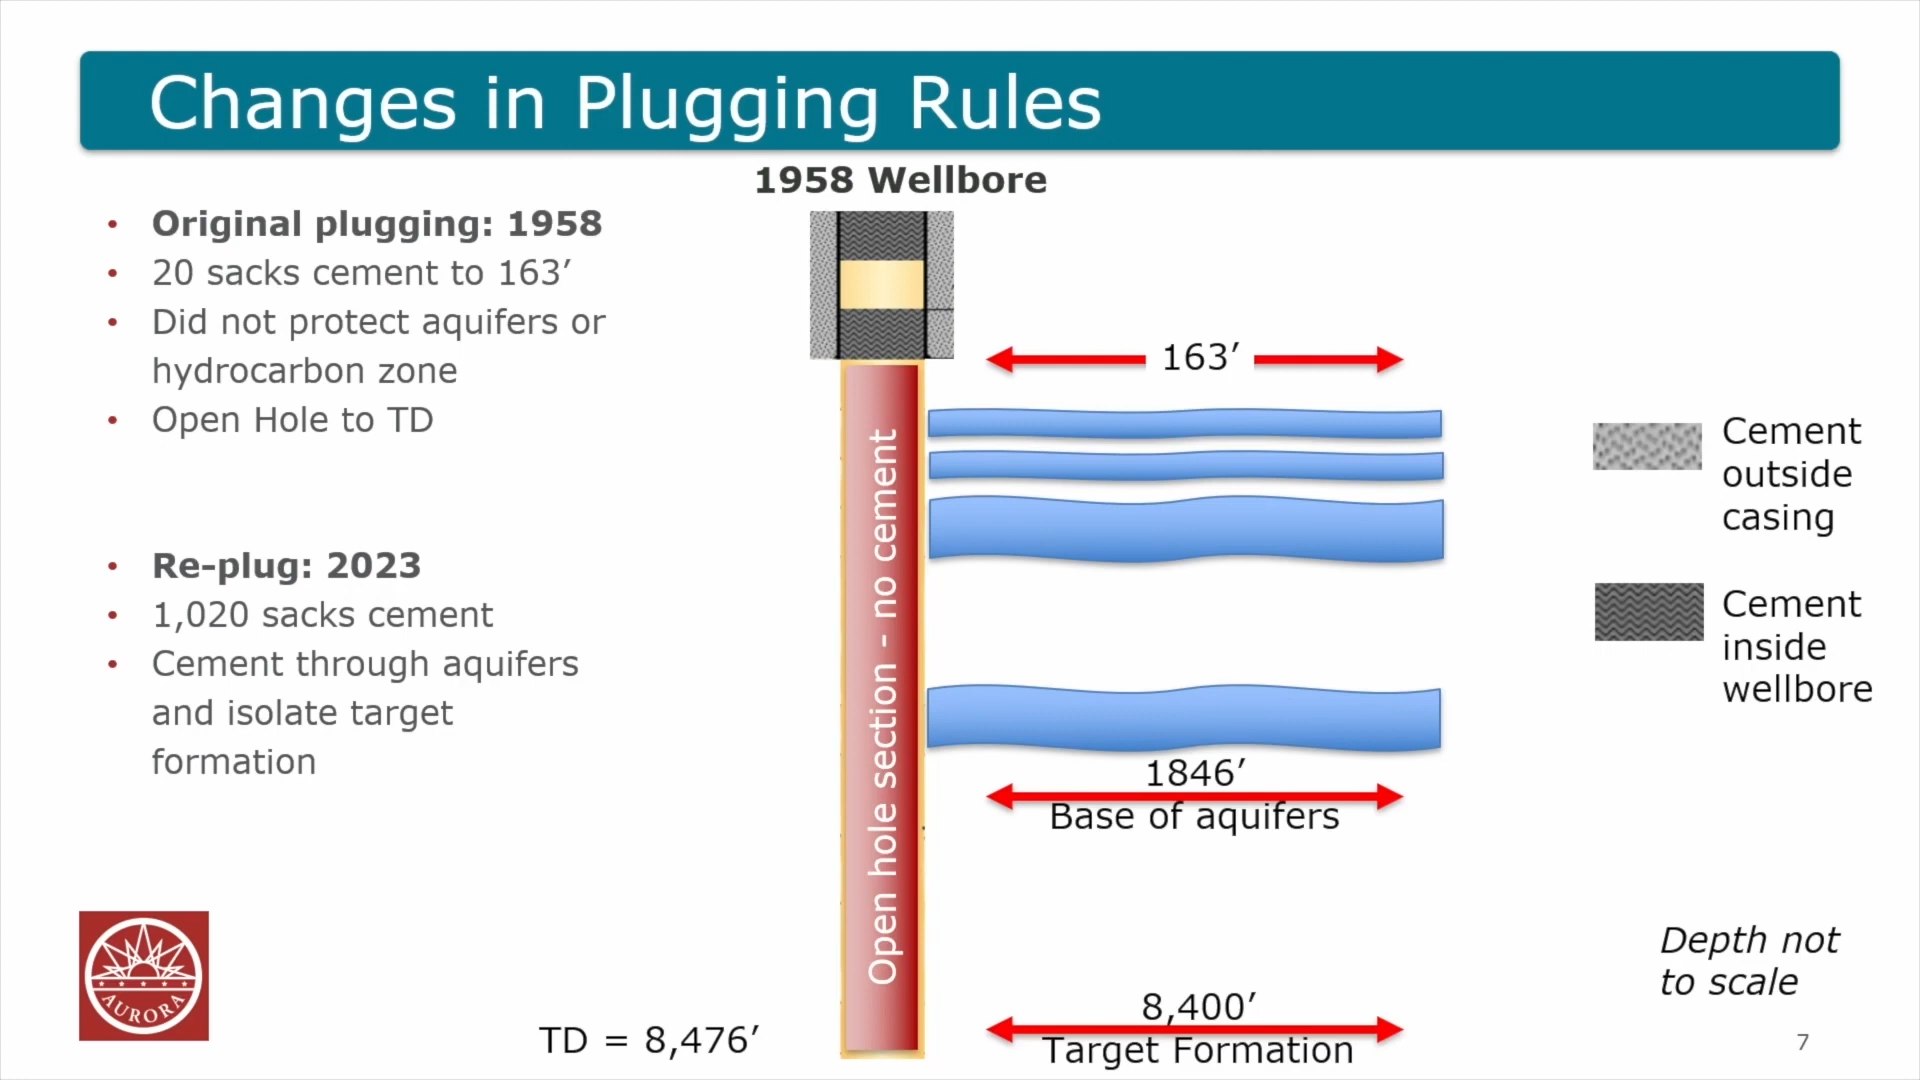 Changes in Plugging Rules
1958 Wellbore
• Original plugging: 1958
• 20 sacks cement to 163’
• Did not protect aquifers or
hydrocarbon zone
• Open Hole to TD
• Re-plug: 2023
• 1,020 sacks cement
• Cement through aquifers
and isolate target
formation
Open hole section - no cement
163’
1846’
Base of aquifers
8,400’
Target Formation
TD = 8,476’
Cement
outside
casing
Cement
inside
wellbore
Depth not
to scale
AURORA
7